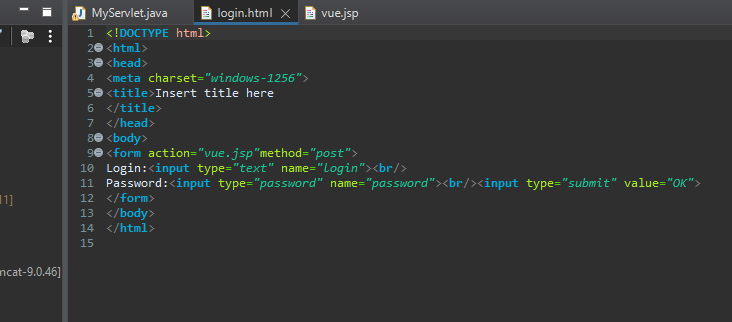 MyServlet.java login.html vue.jsp
1 <!DOCTYPE html>
2 <html>
3 <head>
4 <meta charset="windows-1256">
5 <title>Insert title here
6 </title>
7 </head>
8 <body>
9 <form action="vue.jsp"method="post">
10 Login:<input type="text" name="login"><br/>
11 Password:<input type="password" name="password"><br/><input type="submit" value="OK">
12 </form>
13 </body>
14 </html>
15
1]
mcat-9.0.46]